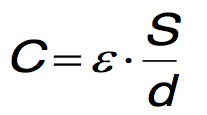 C = ε · S/d